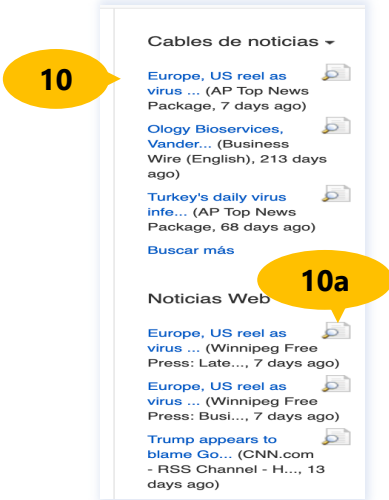 Cables de noticias
10
Europe, US reel as
virus ... (AP Top News
Package, 7 days ago)
Ology Bioservices,
Vander... (Business
Wire (English), 213 days
ago)
Turkey's daily virus
infe... (AP Top News
Package, 68 days ago)
Buscar más
10a
Noticias Web
Europe, US reel as
virus ... (Winnipeg Free
Press: Late..., 7 days ago)
Europe, US reel as
virus ... (Winnipeg Free
Press: Busi..., 7 days ago)
Trump appears to
blame Go... (CNN.com
- RSS Channel - H..., 13
days ago)